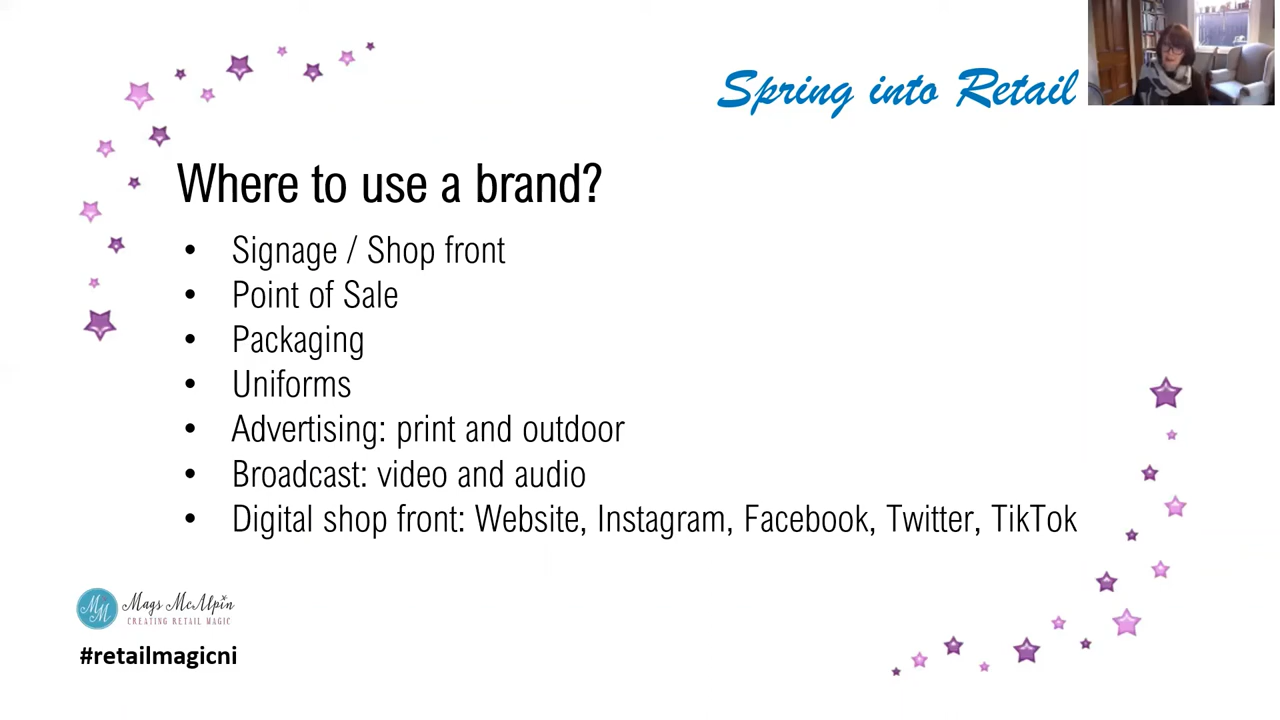 Spring into Retail
Where to use a brand?
• Signage / Shop front
• Point of Sale
• Packaging
• Uniforms
• Advertising: print and outdoor
• Broadcast: video and audio
• Digital shop front: Website, Instagram, Facebook, Twitter, TikTok
MM
Mags McAlpin
CREATING RETAIL MAGIC
#retailmagicni